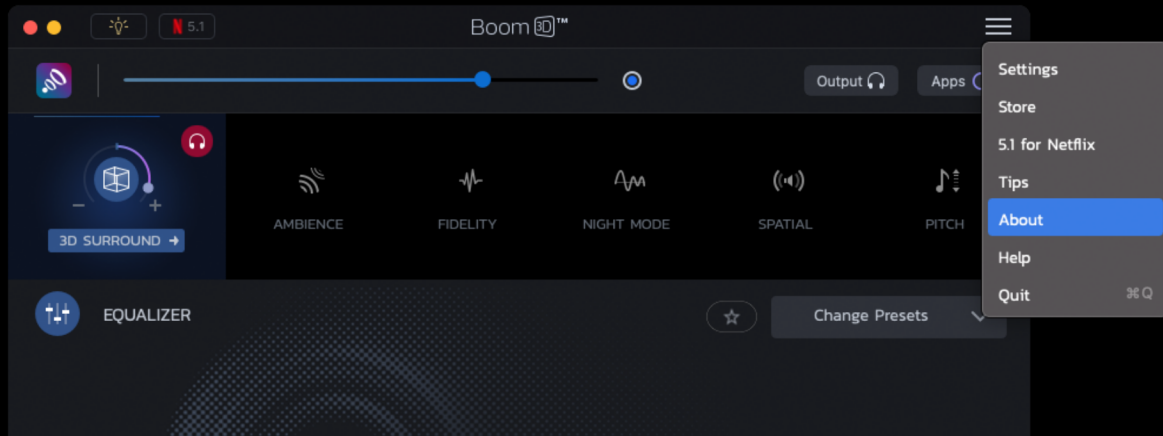 5.1
Boom 3D™
Output
Apps
Settings
Store
5.1 for Netflix
Tips
About
Help
Quit ⌘Q
3D SURROUND
AMBIENCE
FIDELITY
NIGHT MODE
SPATIAL
PITCH
EQUALIZER
Change Presets